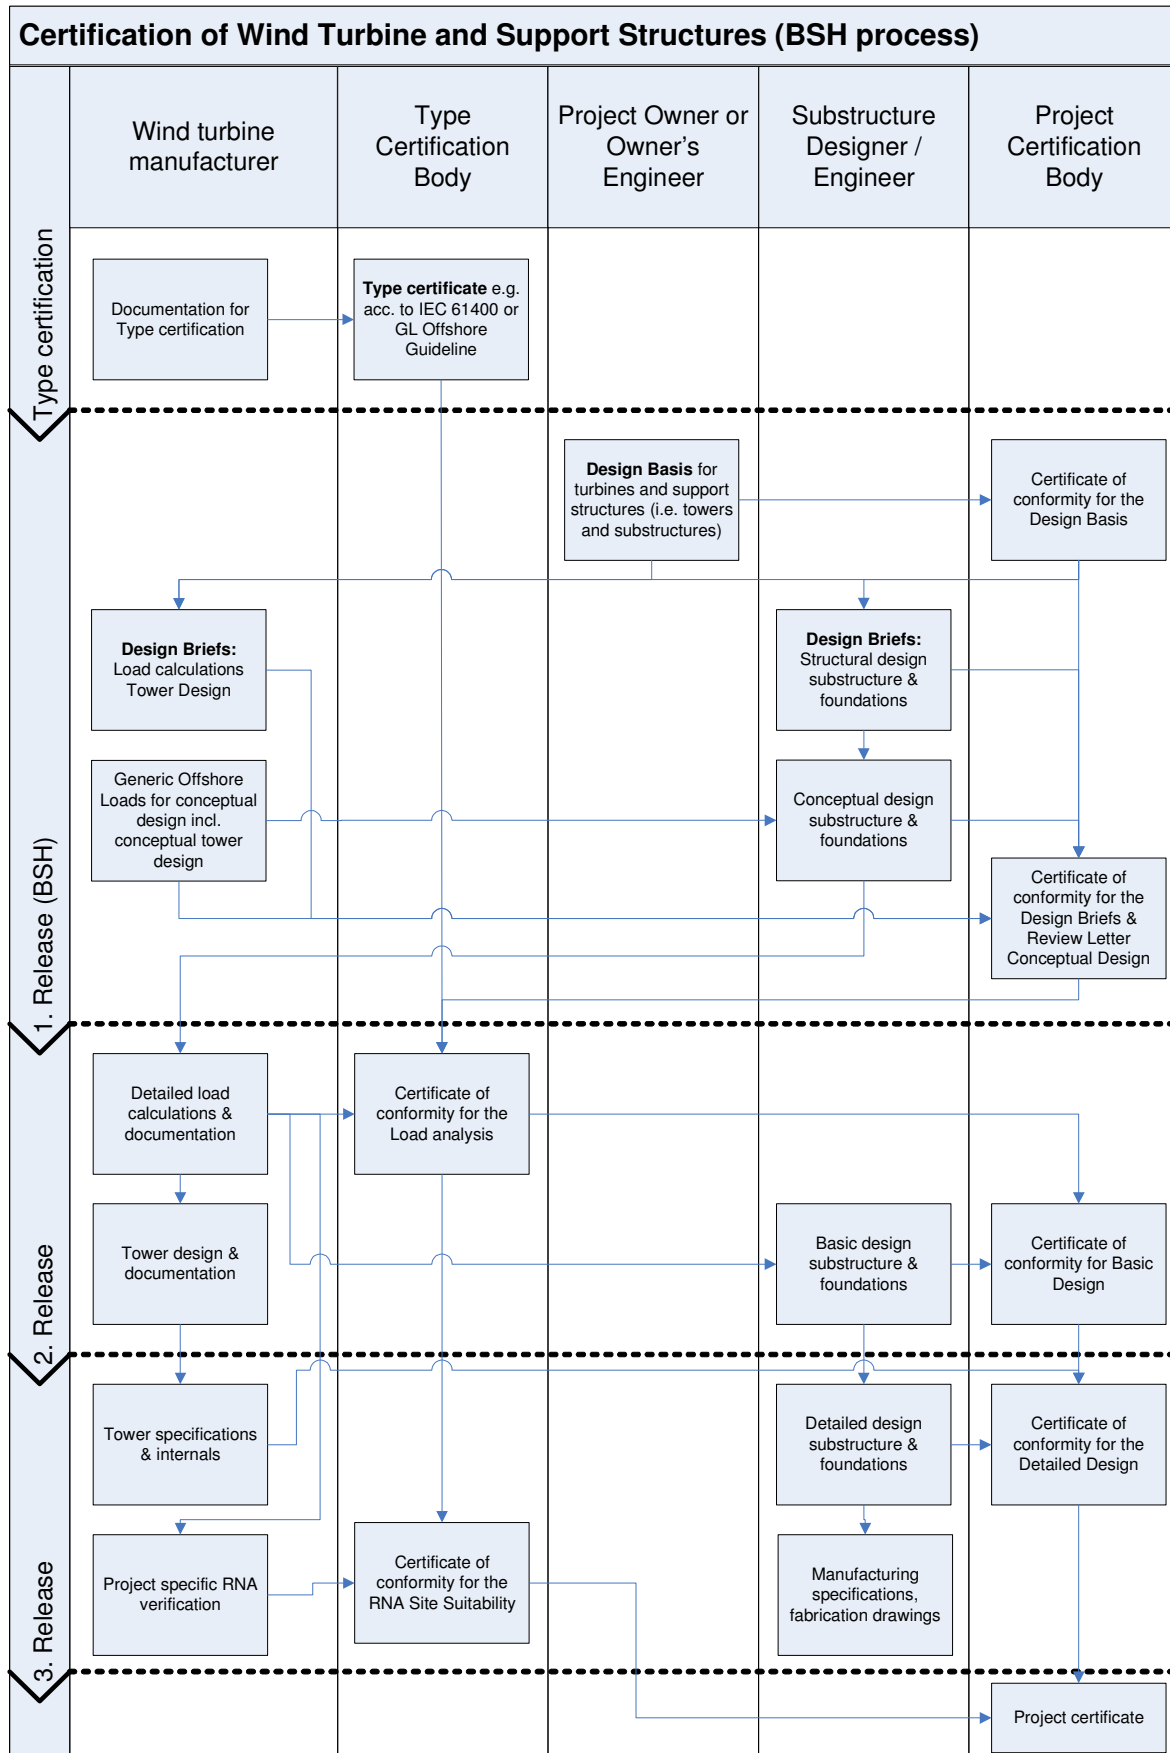 Certification of Wind Turbine and Support Structures (BSH process)
Wind turbine
manufacturer
Type
Certification
Body
Project Owner or
Owner's
Engineer
Substructure
Designer /
Engineer
Project
Certification
Body
Type certification
Documentation for
Type certification
Type certificate e.g.
acc. to IEC 61400 or
GL Offshore
Guideline
1. Release (BSH)
Design Basis for
turbines and support
structures (i.e. towers
and substructures)
Certificate of
conformity for the
Design Basis
Design Briefs:
Load calculations
Tower Design
Design Briefs:
Structural design
substructure &
foundations
Generic Offshore
Loads for conceptual
design incl.
conceptual tower
design
Conceptual design
substructure &
foundations
Certificate of
conformity for the
Design Briefs &
Review Letter
Conceptual Design
2. Release
Detailed load
calculations &
documentation
Certificate of
conformity for the
Load analysis
Tower design &
documentation
Basic design
substructure &
foundations
Certificate of
conformity for Basic
Design
3. Release
Tower specifications
& internals
Detailed design
substructure &
foundations
Certificate of
conformity for the
Detailed Design
Project specific RNA
verification
Certificate of
conformity for the
RNA Site Suitability
Manufacturing
specifications,
fabrication drawings
Project certificate